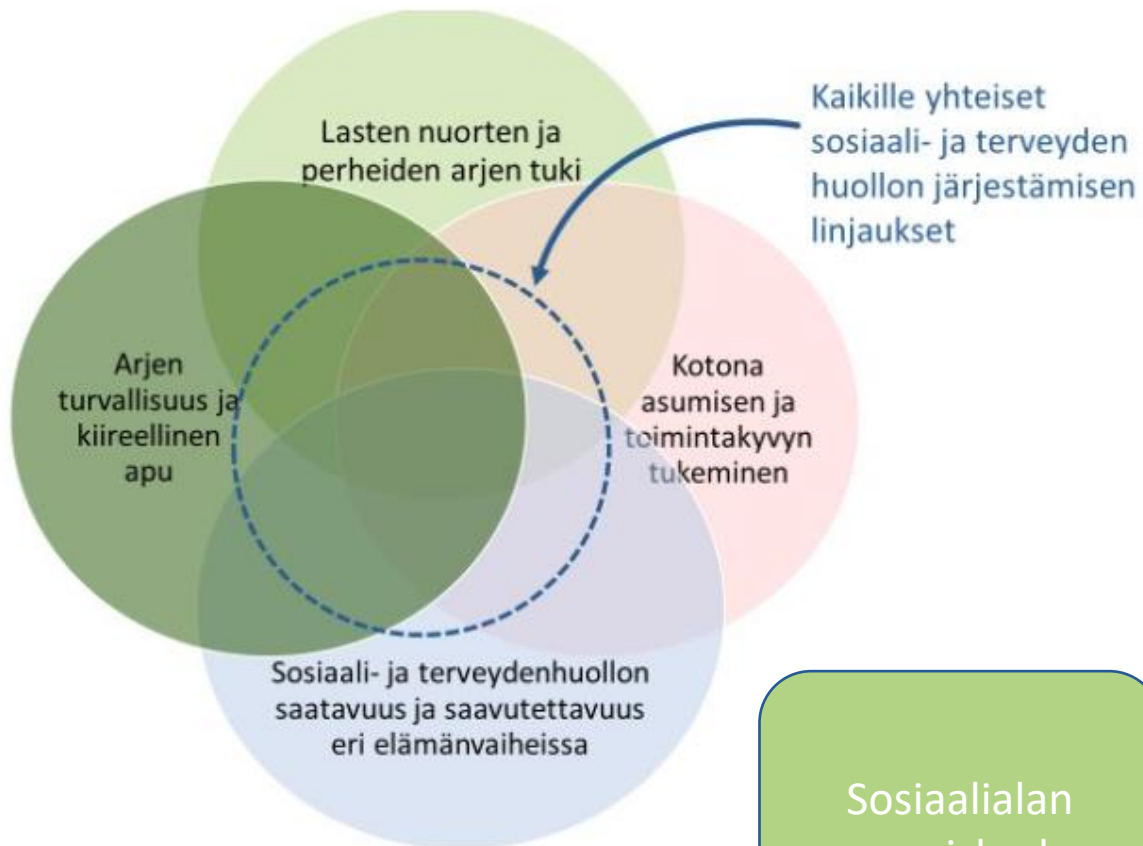 Lasten nuorten ja
perheiden arjen tuki
Kaikille yhteiset
sosiaali- ja terveyden
huollon järjestämisen
linjaukset
Arjen
turvallisuus ja
kiireellinen
apu
Kotona
asumisen ja
toimintakyvyn
tukeminen
Sosiaali- ja terveydenhuollon
saatavuus ja saavutettavuus
eri elämänvaiheissa
Sosiaalialan